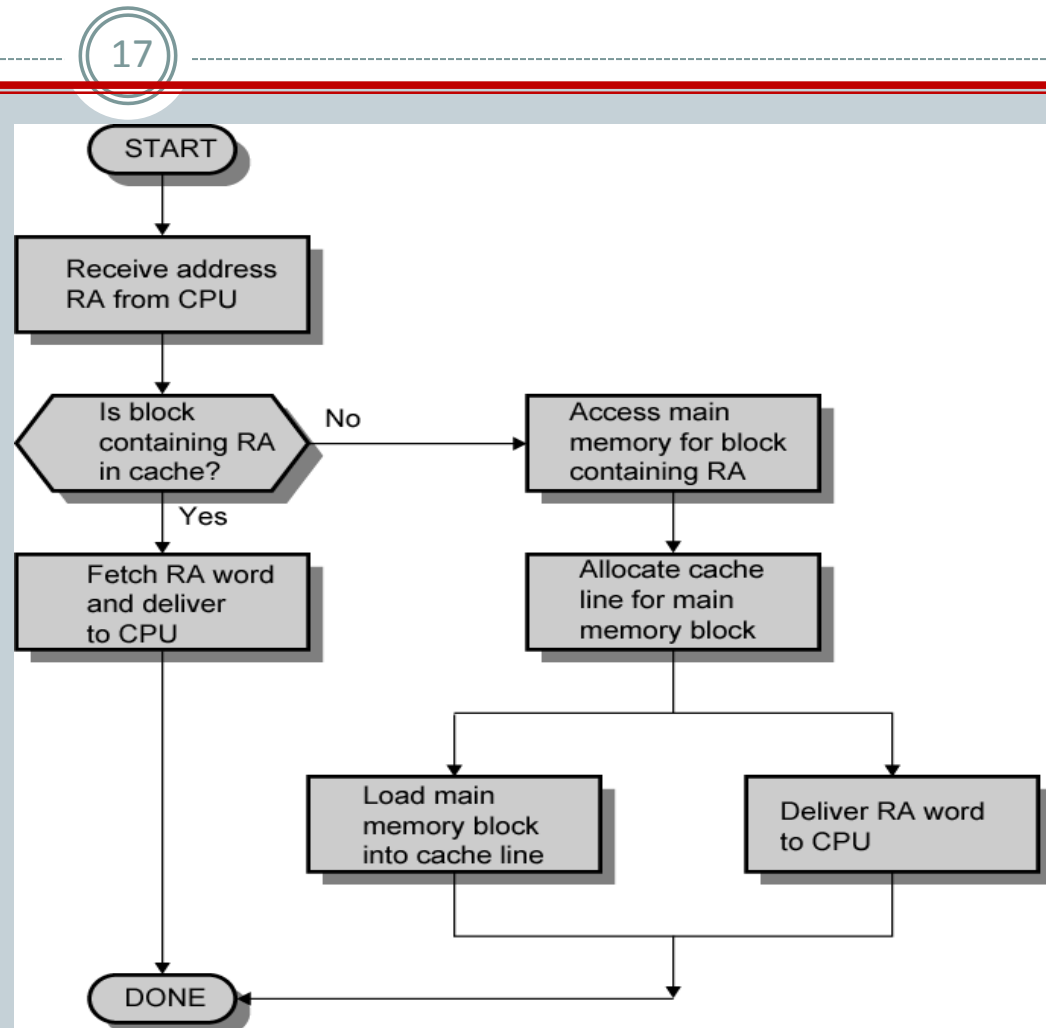 17
START
Receive address
RA from CPU
Is block
containing RA
in cache?
No
Access main
memory for block
containing RA
Yes
Fetch RA word
and deliver
to CPU
Allocate cache
line for main
memory block
Load main
memory block
into cache line
Deliver RA word
to CPU
DONE